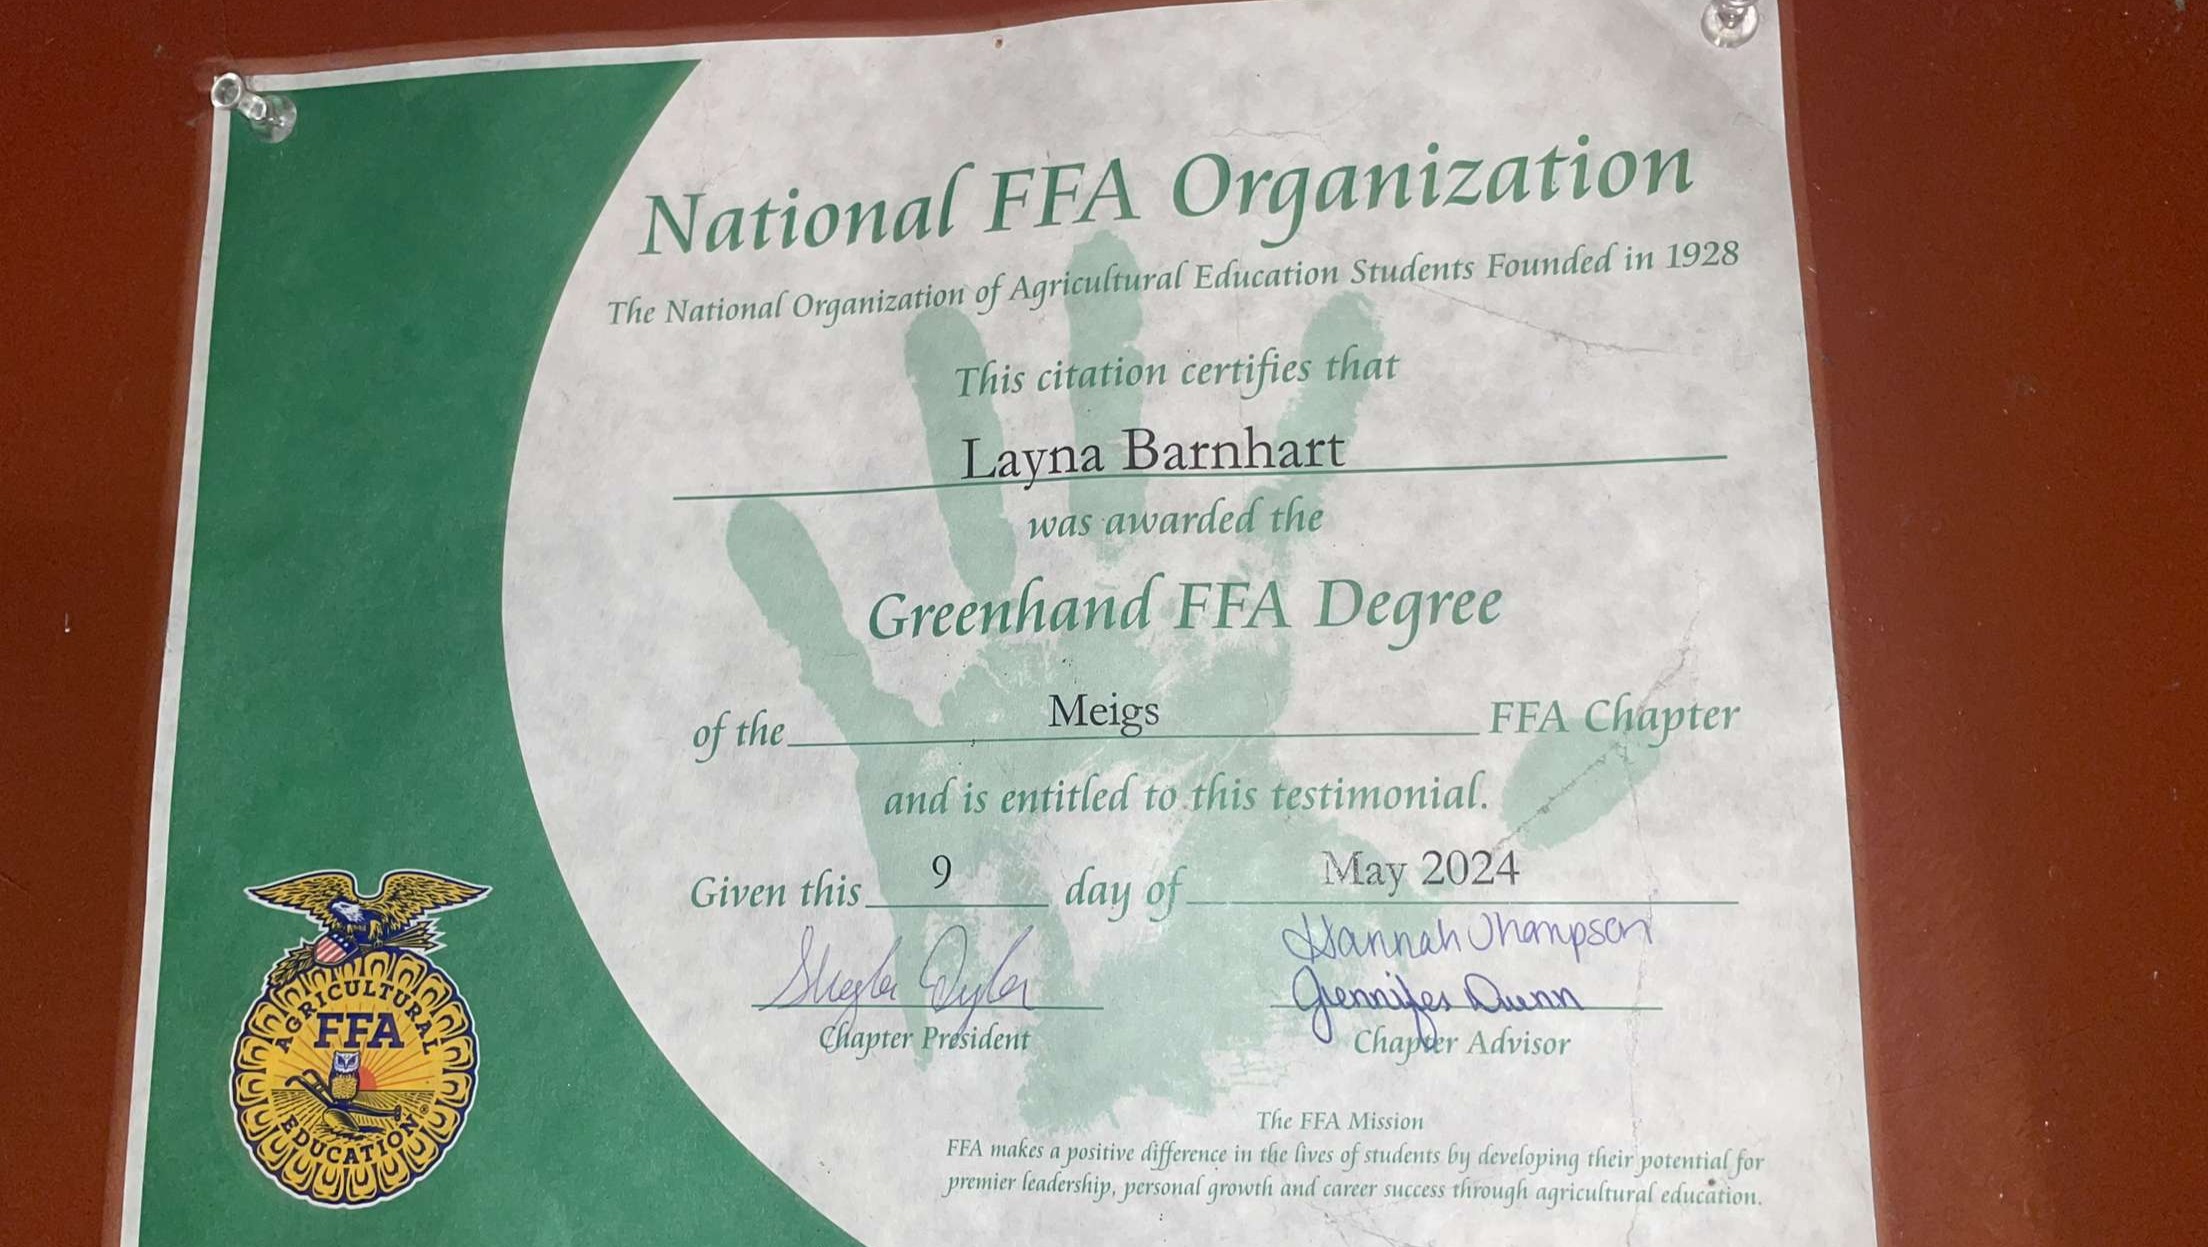 National FFA Organization
The National Organization of Agricultural Education Students Founded in 1928
This citation certifies that
Layna Barnhart
was awarded the
Greenhand FFA Degree
of the Meigs FFA Chapter
and is entitled to this testimonial.
Given this 9 day of May 2024
Hannah Thompson
Jennifer Dunn
Chapter President
Chapter Advisor
AGRICULTURAL
FFA
EDUCATION
The FFA Mission
FFA makes a positive difference in the lives of students by developing their potential for
premier leadership, personal growth and career success through agricultural education.